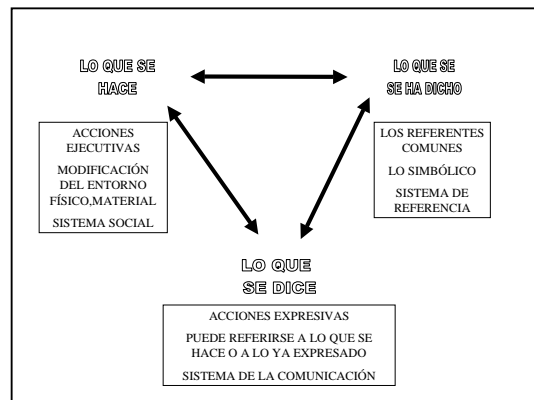 LO QUE SE
HACE
LO QUE SE
SE HA DICHO
ACCIONES
EJECUTIVAS
MODIFICACIÓN
DEL ENTORNO
FÍSICO,MATERIAL
SISTEMA SOCIAL
LOS REFERENTES
COMUNES
LO SIMBÓLICO
SISTEMA DE
REFERENCIA
LO QUE
SE DICE
ACCIONES EXPRESIVAS
PUEDE REFERIRSE A LO QUE SE
HACE O A LO YA EXPRESADO
SISTEMA DE LA COMUNICACIÓN